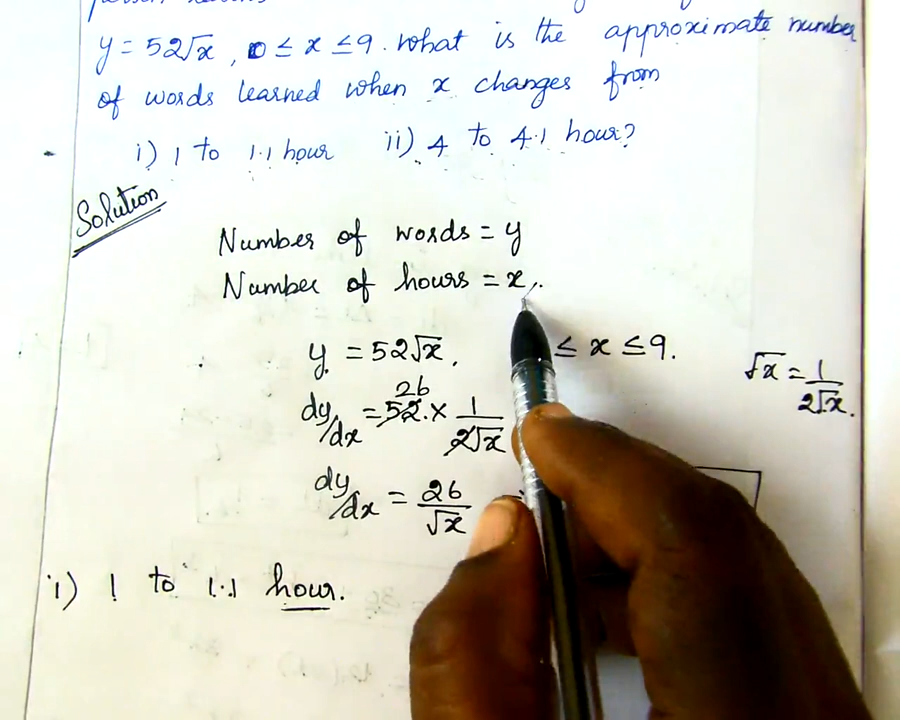 person
y = 52√x, 0 ≤ x ≤ 9. What is the approximate number
of words learned when x changes from
i) 1 to 1.1 hour ii) 4 to 4.1 hour?
Solution
Number of words = y
Number of hours = x,.
y = 52√x, ≤ x ≤ 9.
√x = 1/2√x.
26
dy/dx = 52. × 1/2√x
dy/dx = 26/√x
i) 1 to 1.1 hour.